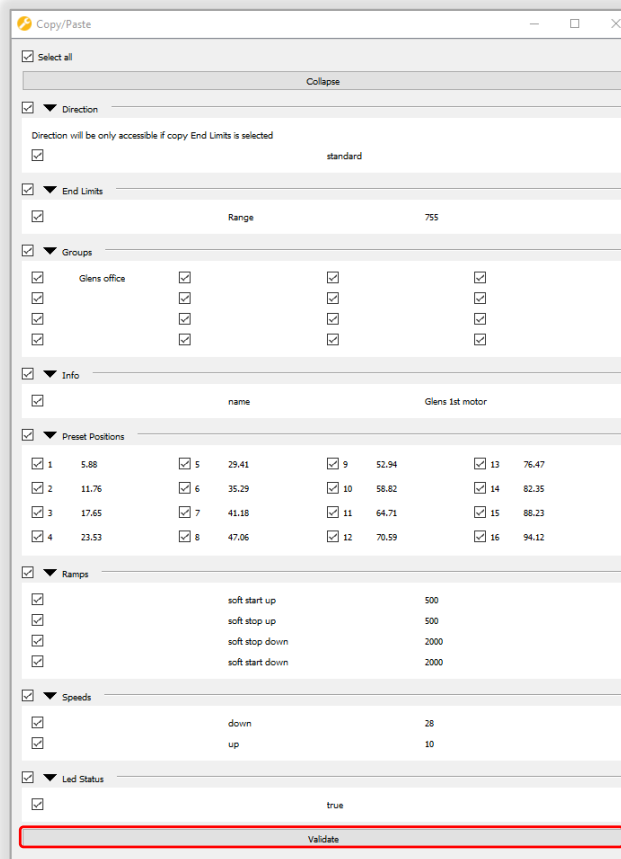 Copy/Paste
Select all
Collapse
Direction
Direction will be only accessible if copy End Limits is selected
standard
End Limits
Range 755
Groups
Glens office
Info
name Glens 1st motor
Preset Positions
1 5.88 5 29.41 9 52.94 13 76.47
2 11.76 6 35.29 10 58.82 14 82.35
3 17.65 7 41.18 11 64.71 15 88.23
4 23.53 8 47.06 12 70.59 16 94.12
Ramps
soft start up 500
soft stop up 500
soft stop down 2000
soft start down 2000
Speeds
down 28
up 10
Led Status
true
Validate